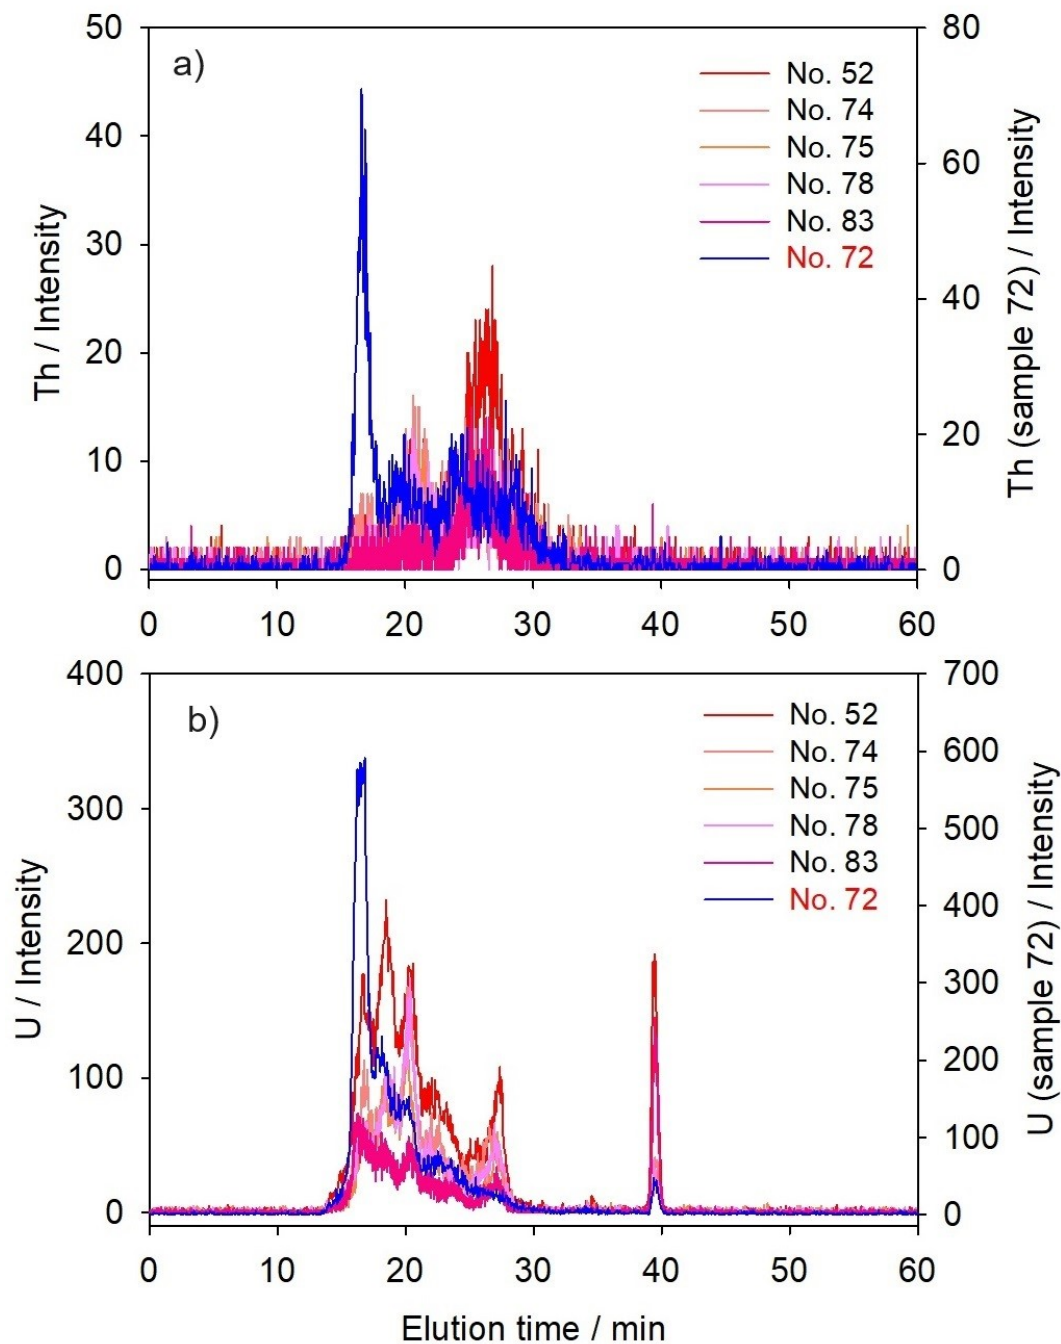 a)
50
40
30
20
10
0
Th / Intensity
80
60
40
20
0
Th (sample 72) / Intensity
No. 52
No. 74
No. 75
No. 78
No. 83
No. 72
0 10 20 30 40 50 60
b)
400
300
200
100
0
U / Intensity
700
600
500
400
300
200
100
0
U (sample 72) / Intensity
No. 52
No. 74
No. 75
No. 78
No. 83
No. 72
0 10 20 30 40 50 60
Elution time / min